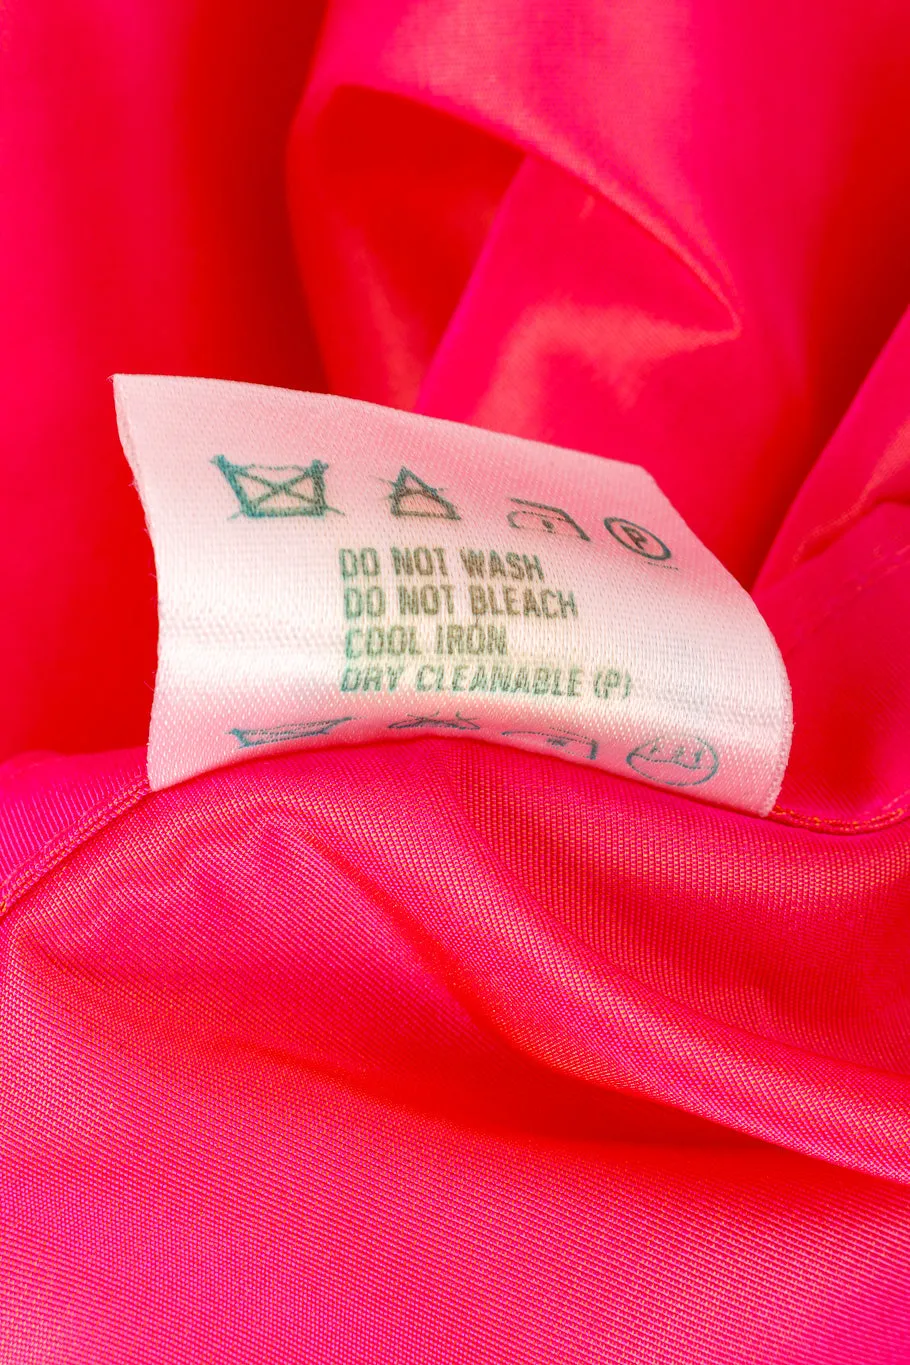 P
DO NOT WASH
DO NOT BLEACH
COOL IRON
DRY CLEANABLE (P)